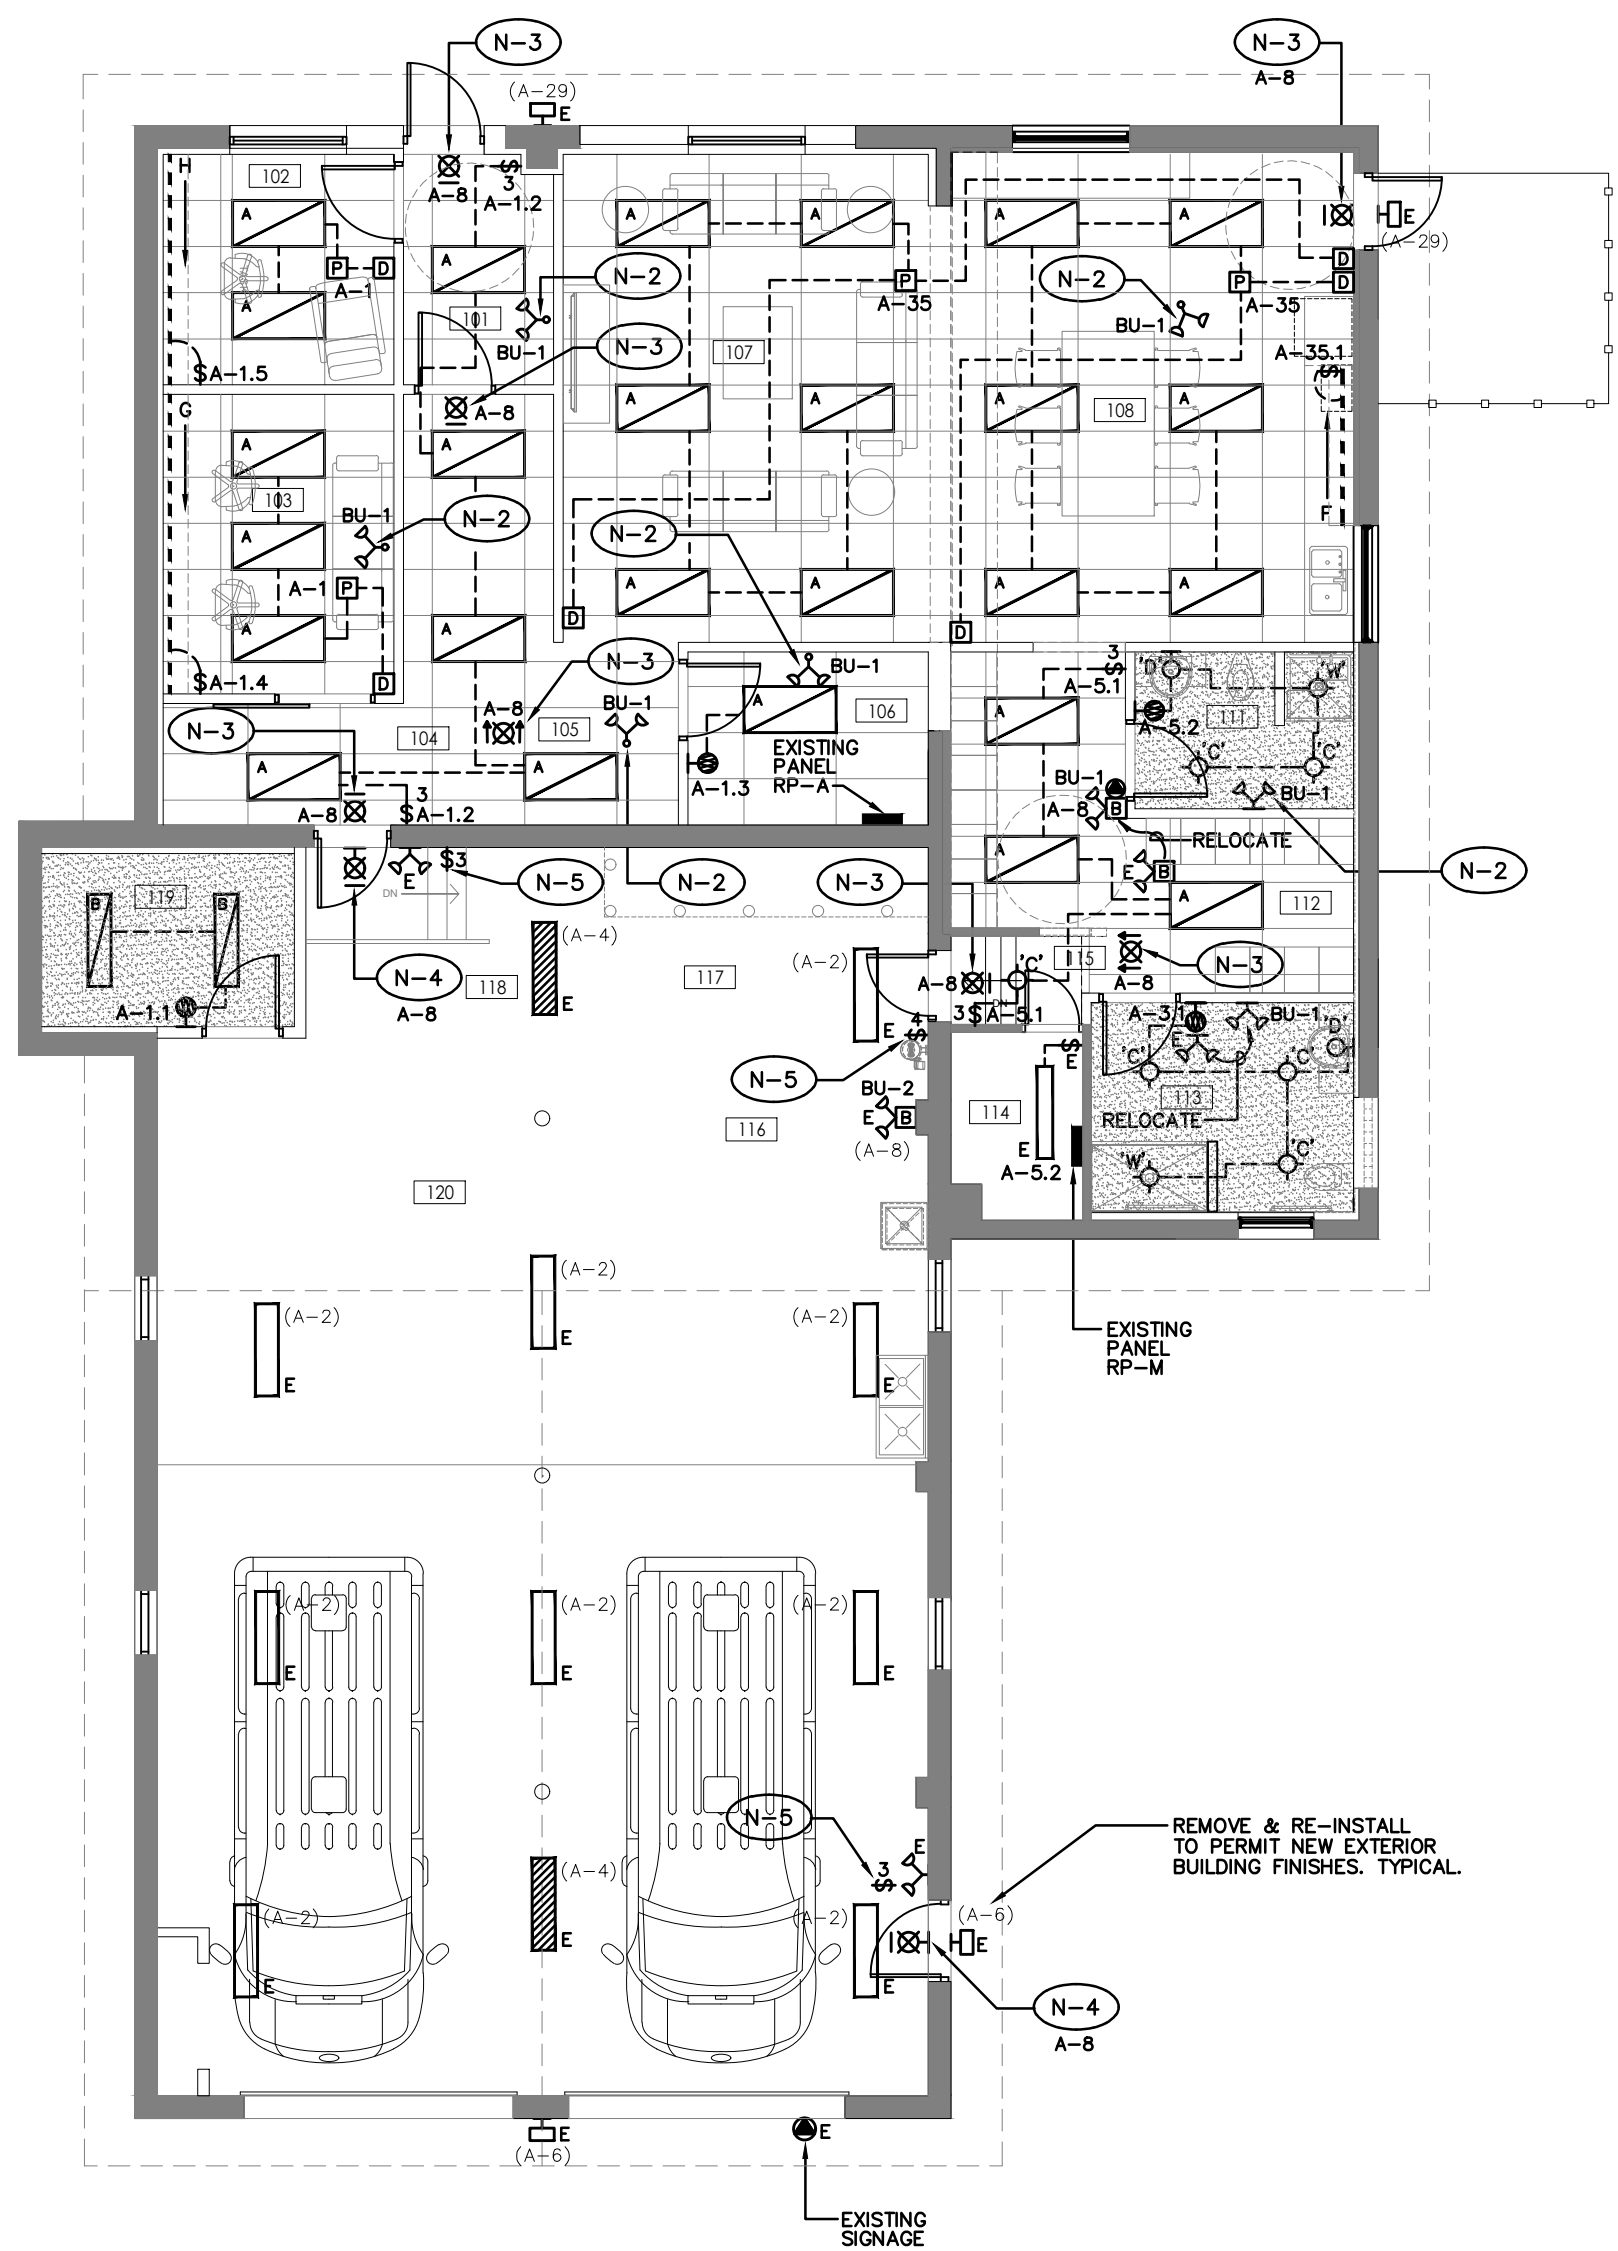 N-3
N-3
A-8
(A-29)
E
H
102
A-8
$
3
A-1.2
A
A
A
A
A
A
E
(A-29)
P
D
A-1
A
N-2
P
A-35
N-2
P
A-35
D
D
A
101
BU-1
BU-1
N-3
107
A-35.1
$
$A-1.5
G
A-8
A
A
A
A
108
A
A
103
BU-1
N-2
N-2
F
A
A-1
P
A
A
A
A
D
D
A
A
$A-1.4
D
N-3
BU-1
3
$
A-5.1
'D'
'W'
N-3
104
A-8
105
BU-1
A
106
A
A-5.2
111
EXISTING
PANEL
RP-A
A-1.3
'C'
'C'
A
A
BU-1
BU-1
A-8
3
$A-1.2
A-8
B
RELOCATE
E
$3
N-5
N-2
N-3
A
E
B
N-2
119
B
B
DN
A
112
(A-4)
N-4
A-8
118
117
(A-2)
A-8
'C'
115
A-8
N-3
A-1.1
E
DN
3
$A-5.1
E
4
$
A-3.1
BU-1
'D'
E
N-5
$
E
'C'
'C'
BU-2
E
B
(A-8)
116
114
113
RELOCATE
E
A-5.2
'W'
'C'
120
(A-2)
(A-2)
(A-2)
E
E
E
EXISTING
PANEL
RP-M
(A-2)
(A-2)
(A-2)
E
E
E
N-5
REMOVE & RE-INSTALL
TO PERMIT NEW EXTERIOR
BUILDING FINISHES. TYPICAL.
(A-4)
3
$
E
(A-2)
(A-2)
(A-6)
E
E
E
E
N-4
A-8
E
(A-6)
E
EXISTING
SIGNAGE